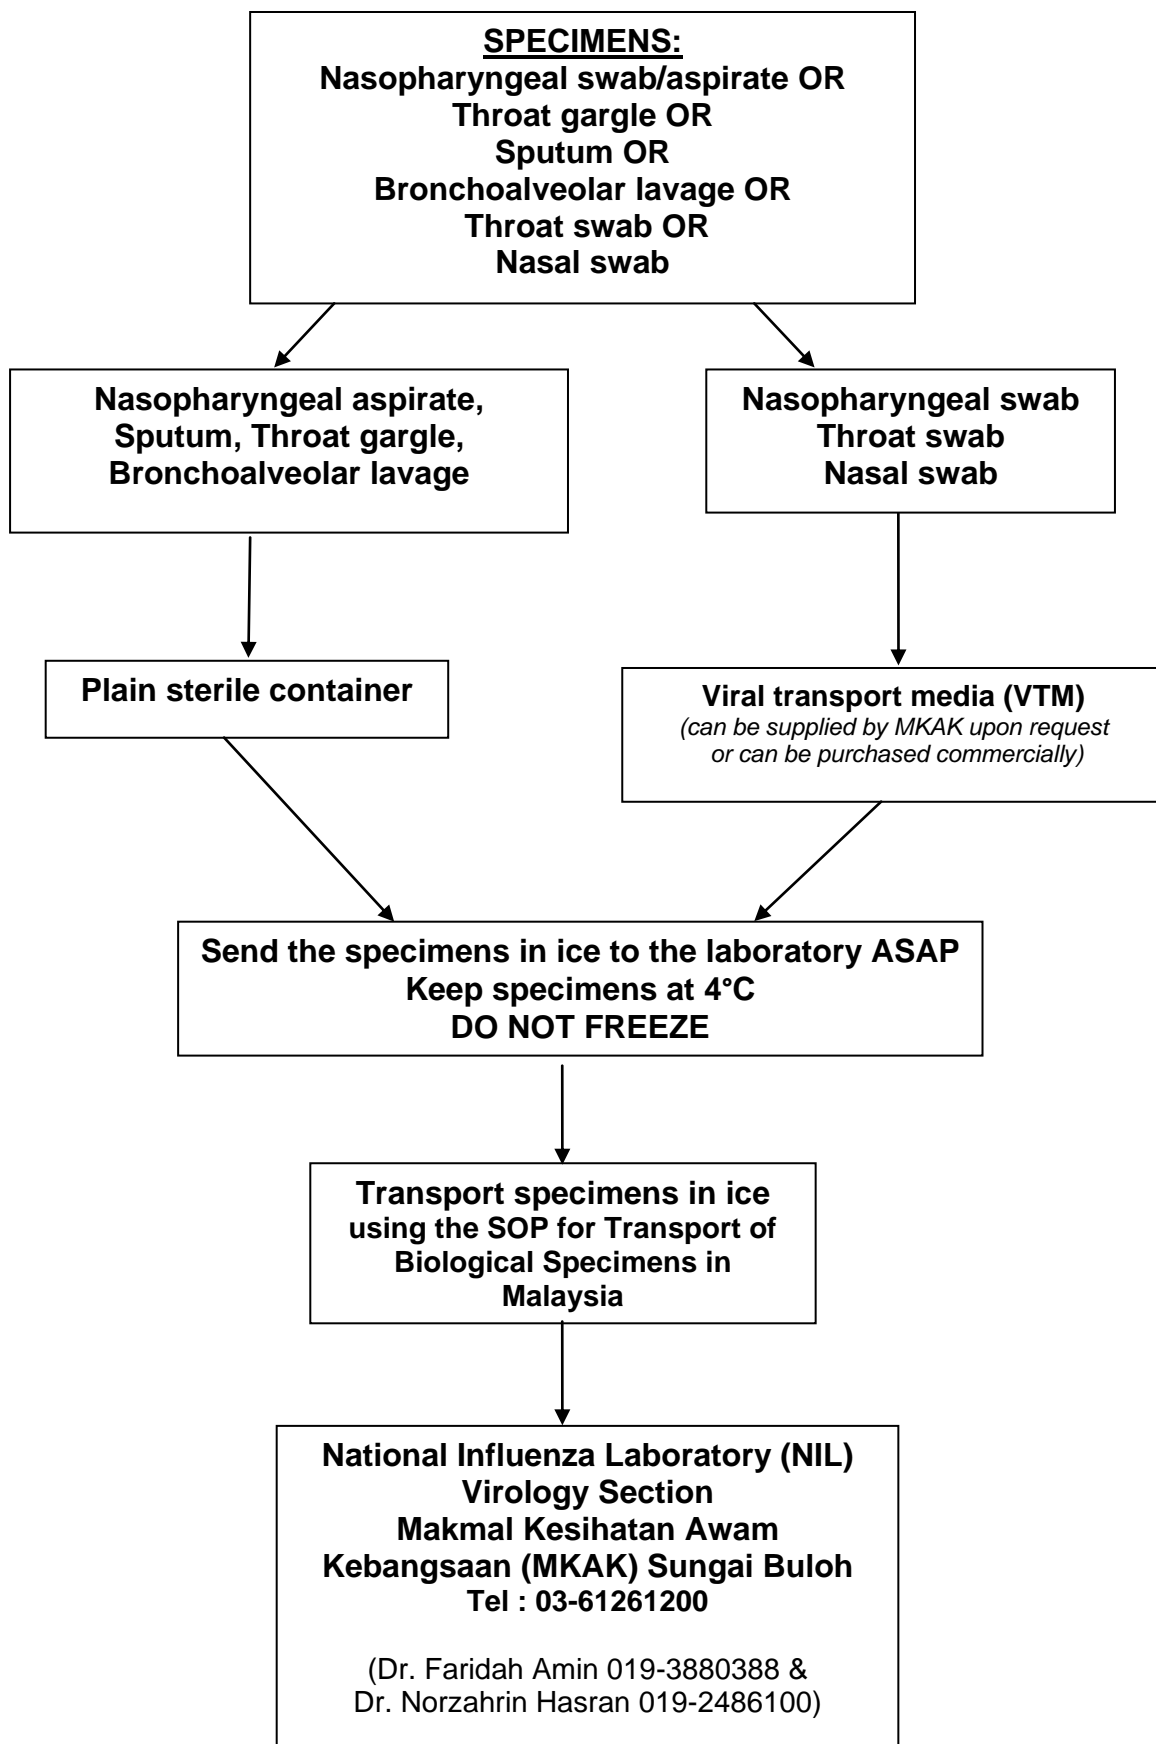 SPECIMENS:
Nasopharyngeal swab/aspirate OR
Throat gargle OR
Sputum OR
Bronchoalveolar lavage OR
Throat swab OR
Nasal swab
Nasopharyngeal aspirate,
Sputum, Throat gargle,
Bronchoalveolar lavage
Nasopharyngeal swab
Throat swab
Nasal swab
Plain sterile container
Viral transport media (VTM)
(can be supplied by MKAK upon request
or can be purchased commercially)
Send the specimens in ice to the laboratory ASAP
Keep specimens at 4°C
DO NOT FREEZE
Transport specimens in ice
using the SOP for Transport of
Biological Specimens in
Malaysia
National Influenza Laboratory (NIL)
Virology Section
Makmal Kesihatan Awam
Kebangsaan (MKAK) Sungai Buloh
Tel : 03-61261200
(Dr. Faridah Amin 019-3880388 &
Dr. Norzahrin Hasran 019-2486100)